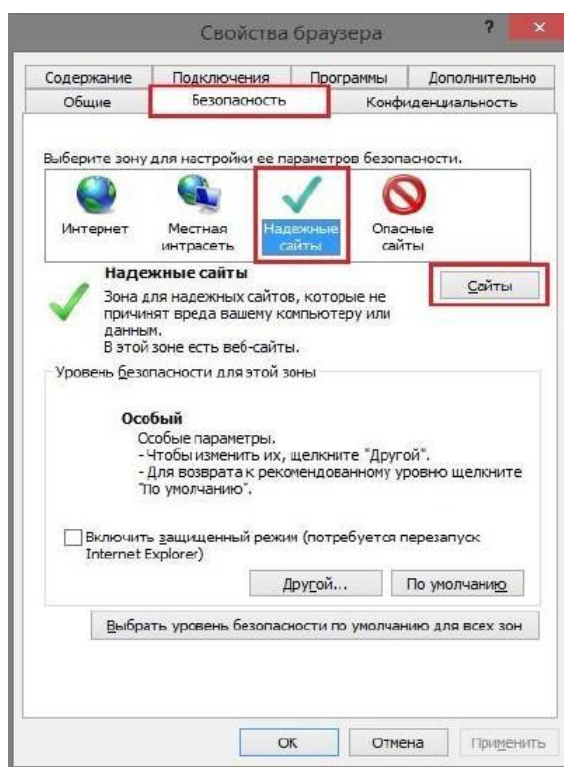 Свойства браузера
?
×
Содержание Подключения Программы Дополнительно
Общие Безопасность Конфиденциальность
Выберите зону для настройки ее параметров безопасности.
Интернет
Местная
интрасеть
Надежные
сайты
Опасные
сайты
Надежные сайты
Сайты
Зона для надежных сайтов, которые не
причинят вреда вашему компьютеру или
данным.
В этой зоне есть веб-сайты.
Уровень безопасности для этой зоны
Особый
Особые параметры.
- Чтобы изменить их, щелкните "Другой".
- Для возврата к рекомендованному уровню щелкните
"По умолчанию".
Включить защищенный режим (потребуется перезапуск
Internet Explorer)
Другой... По умолчанию
Выбрать уровень безопасности по умолчанию для всех зон
ОК Отмена Применить